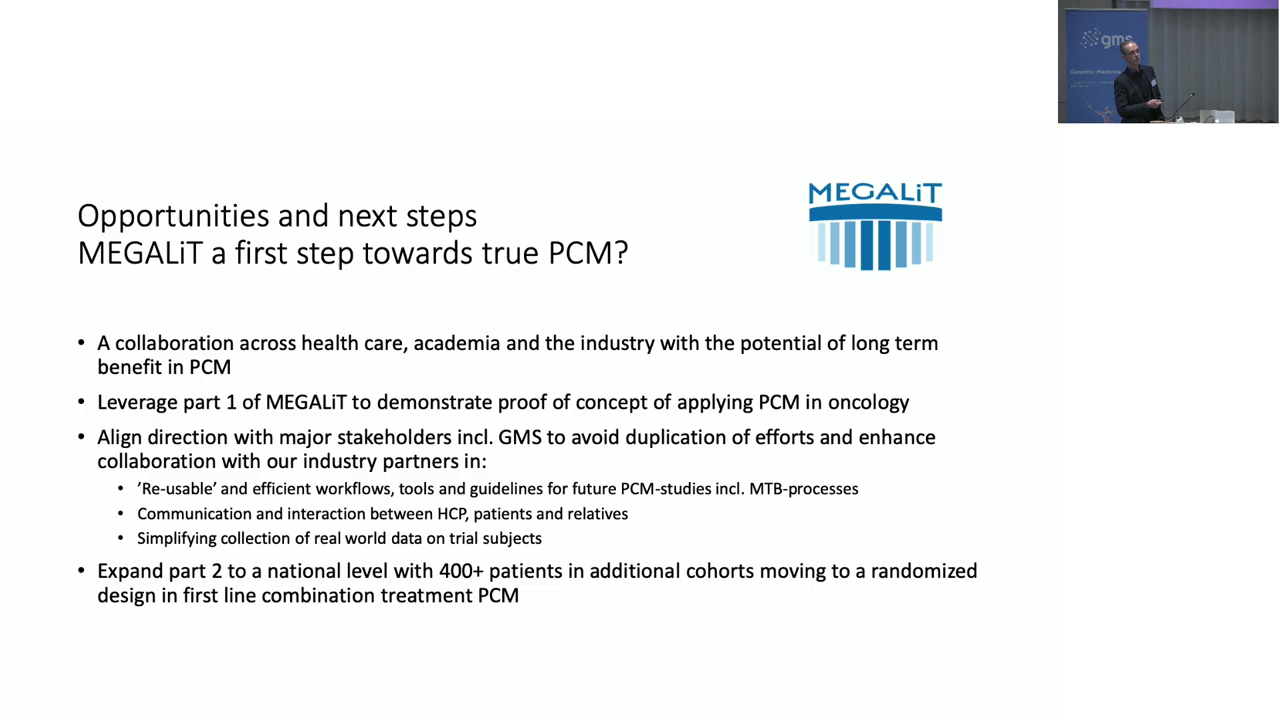 gms
Genomic Medicine
Opportunities and next steps
MEGALiT a first step towards true PCM?
MEGALiT
• A collaboration across health care, academia and the industry with the potential of long term
benefit in PCM
• Leverage part 1 of MEGALiT to demonstrate proof of concept of applying PCM in oncology
• Align direction with major stakeholders incl. GMS to avoid duplication of efforts and enhance
collaboration with our industry partners in:
• ’Re-usable’ and efficient workflows, tools and guidelines for future PCM-studies incl. MTB-processes
• Communication and interaction between HCP, patients and relatives
• Simplifying collection of real world data on trial subjects
• Expand part 2 to a national level with 400+ patients in additional cohorts moving to a randomized
design in first line combination treatment PCM